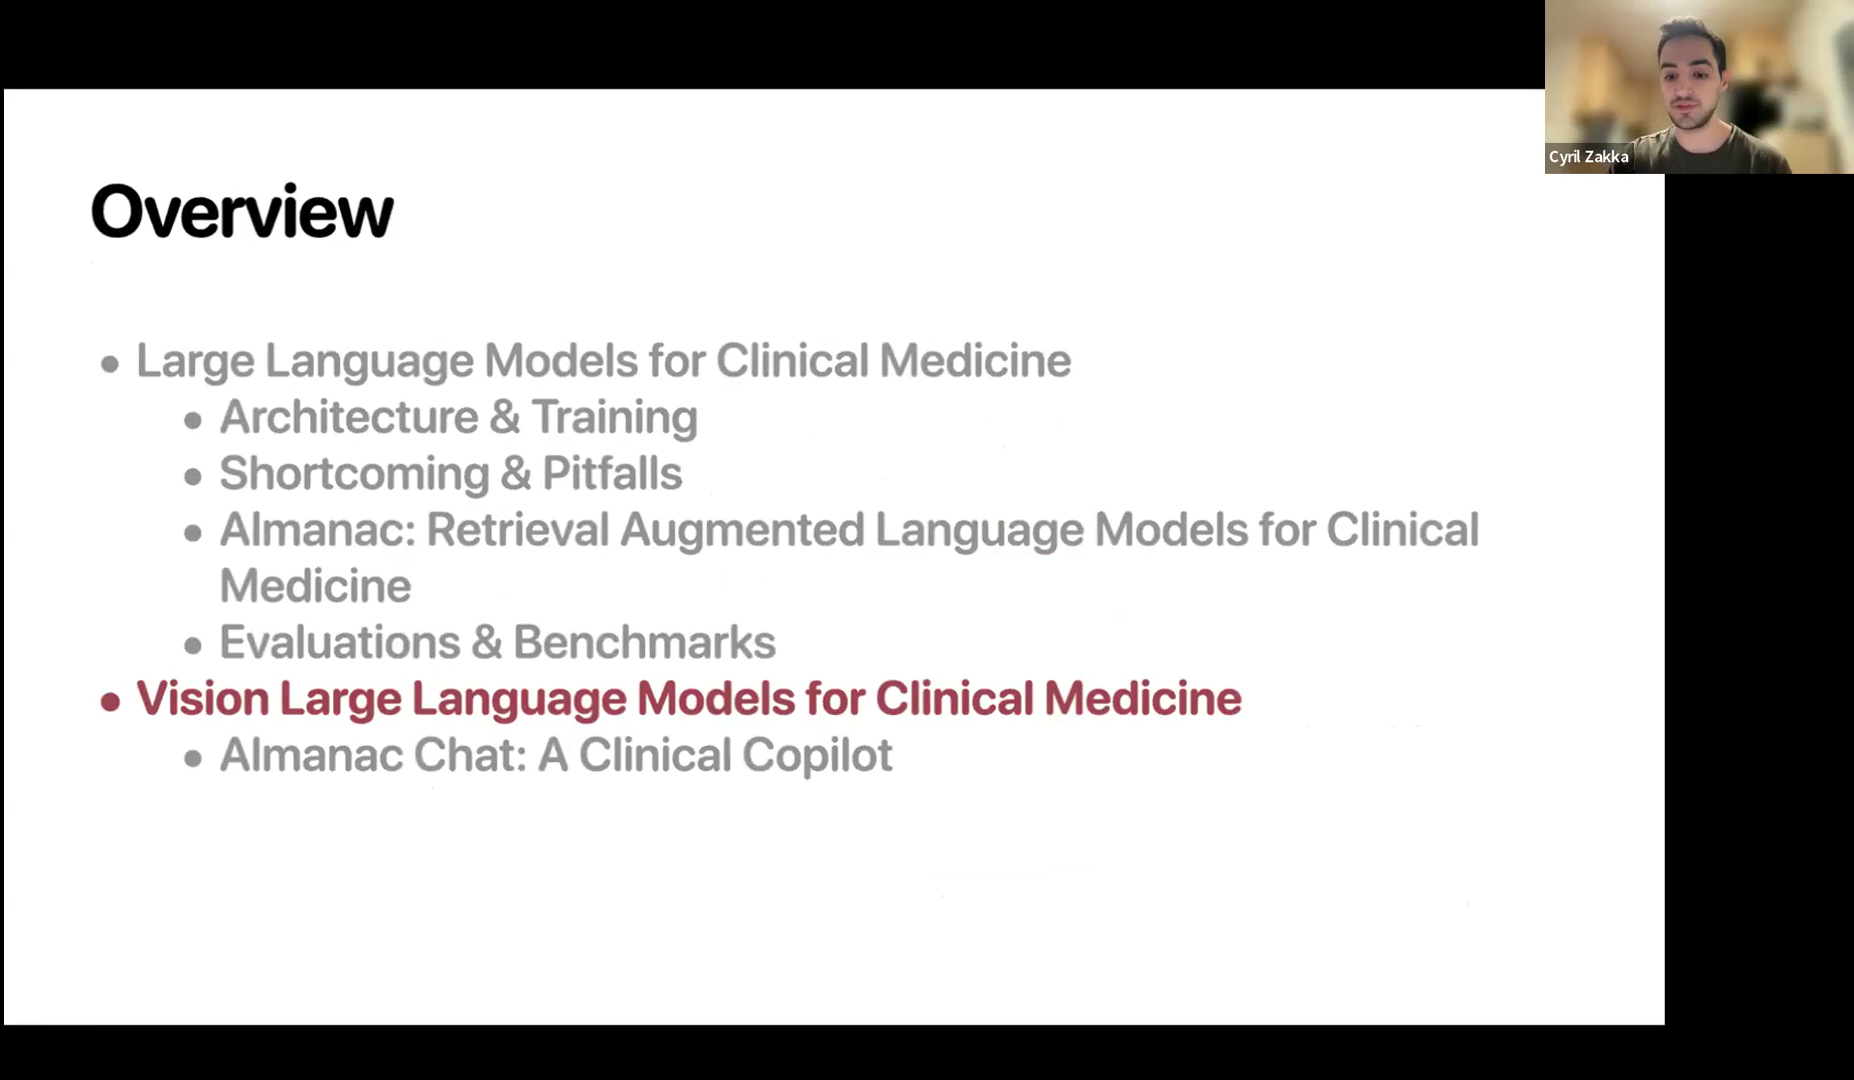 Overview
• Large Language Models for Clinical Medicine
• Architecture & Training
• Shortcoming & Pitfalls
• Almanac: Retrieval Augmented Language Models for Clinical
Medicine
• Evaluations & Benchmarks
• Vision Large Language Models for Clinical Medicine
• Almanac Chat: A Clinical Copilot
Cyril Zakka